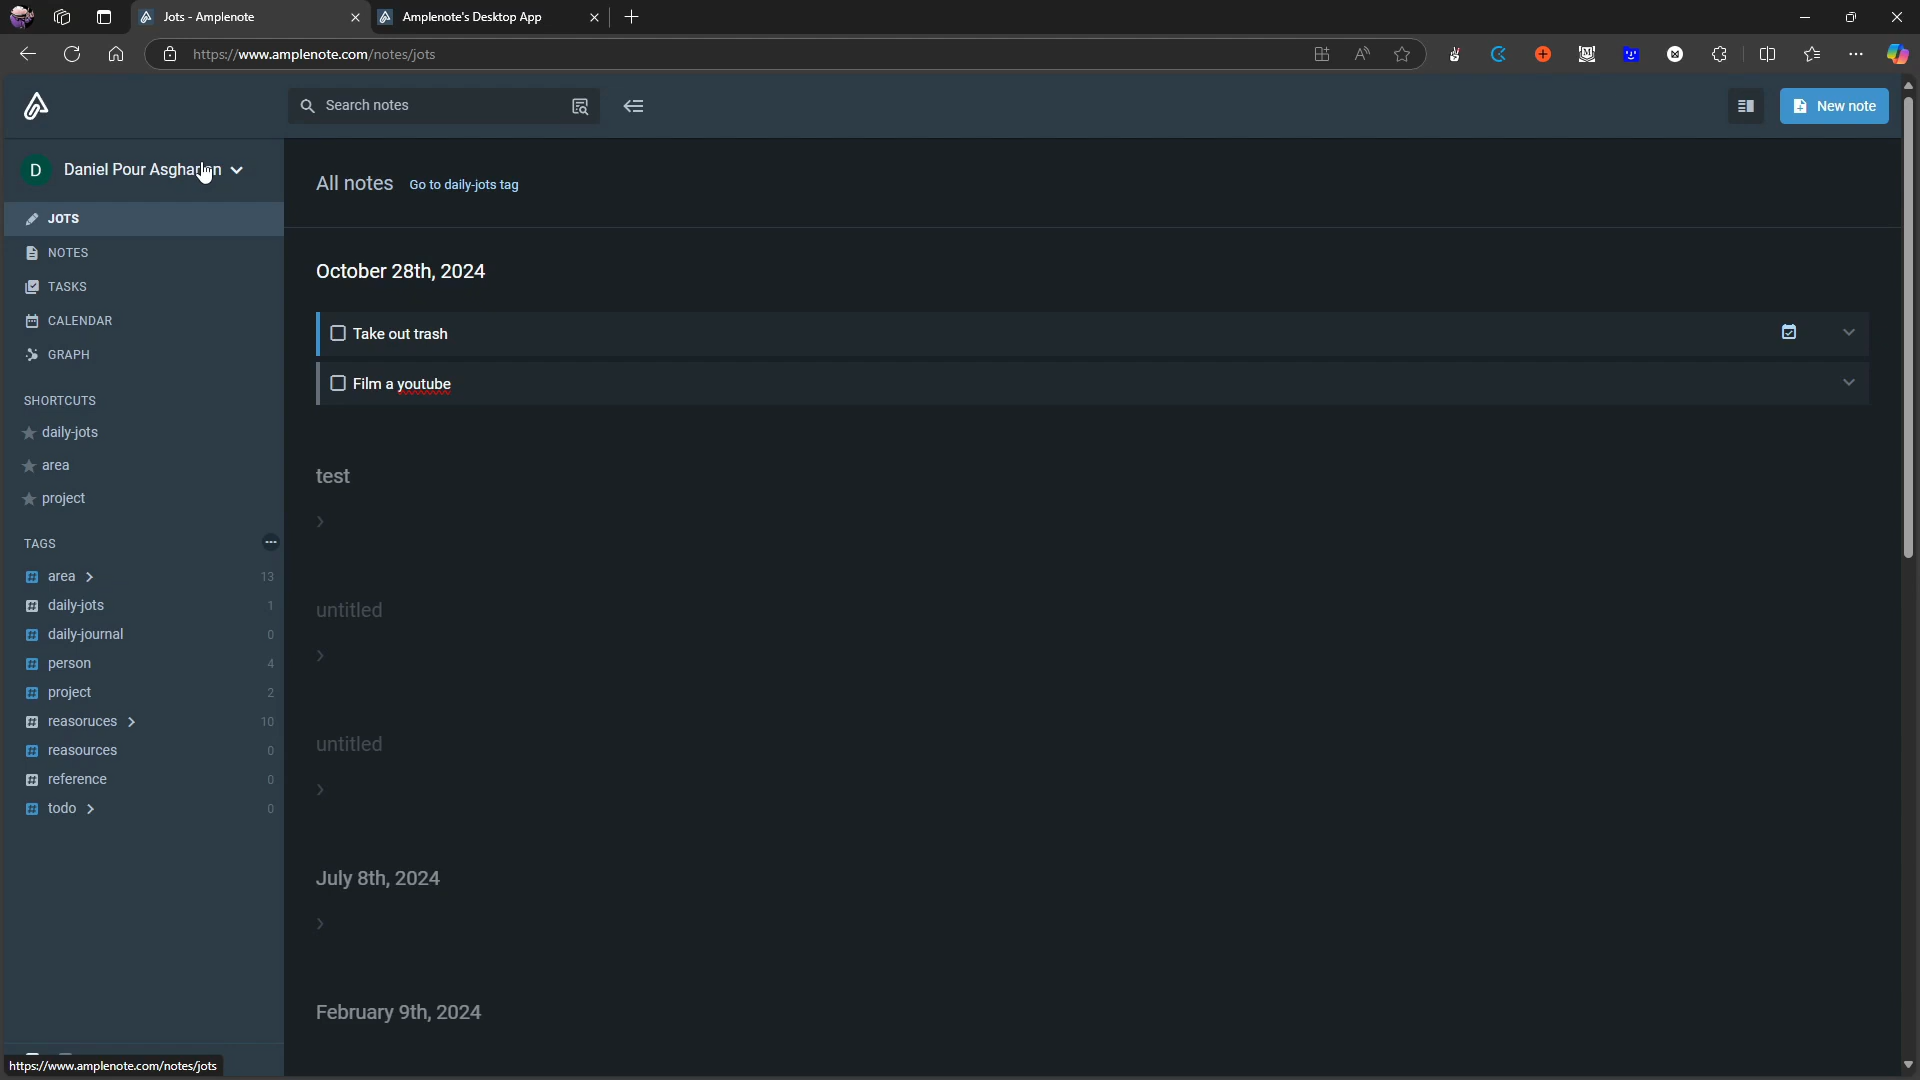 Jots - Amplenote
Amplenote's Desktop App
https://www.amplenote.com/notes/jots
Search notes
New note
D
Daniel Pour Asgharian
All notes Go to daily-jots tag
JOTS
NOTES
TASKS
CALENDAR
GRAPH
October 28th, 2024
Take out trash
Film a youtube
SHORTCUTS
daily-jots
area
project
test
TAGS
area 13
daily-jots 1
daily-journal 0
person 4
project 2
reasoruces 10
reasources 0
reference 0
todo 0
untitled
untitled
July 8th, 2024
February 9th, 2024
https://www.amplenote.com/notes/jots